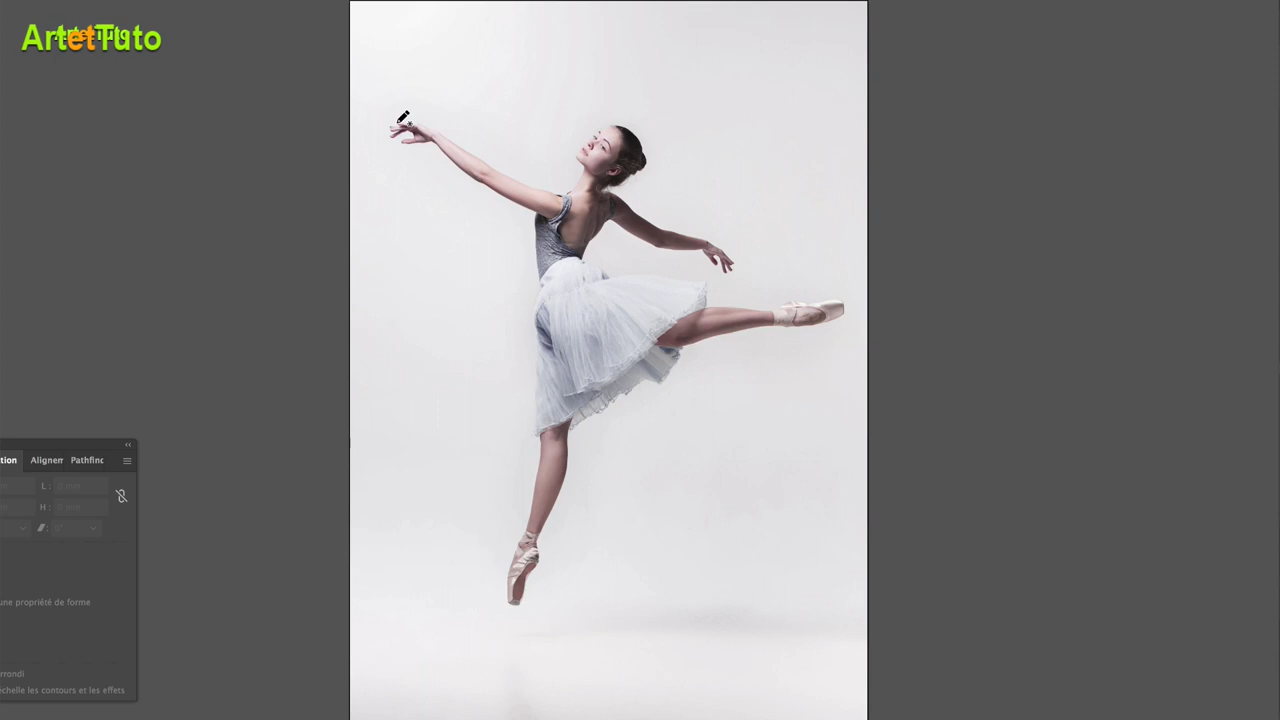 ArtetTuto
tion Alignem Pathfinc
L :
H :
une propriété de forme
rrondi
échelle les contours et les effets